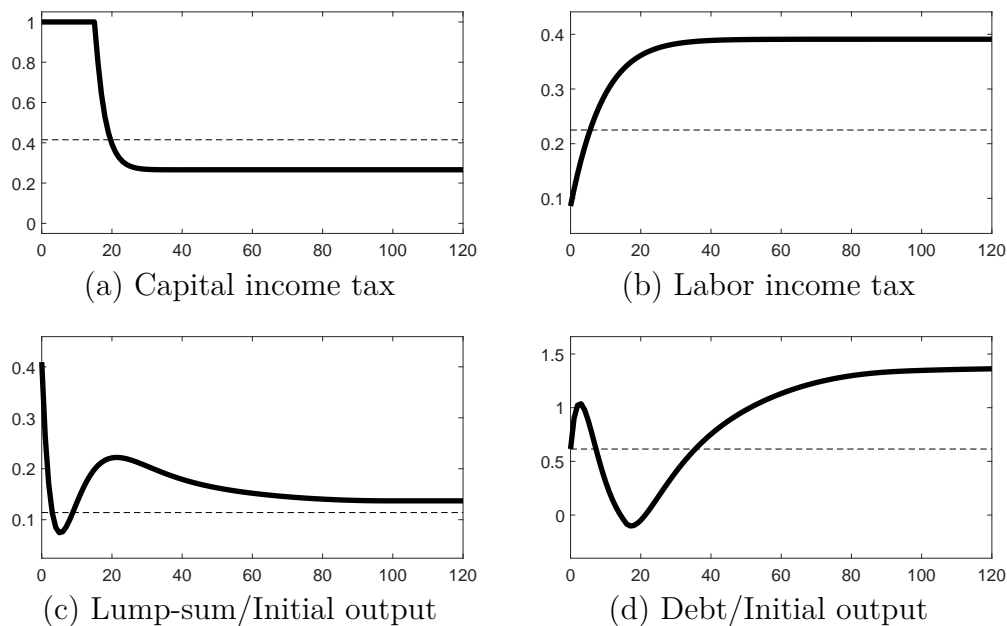 1
0.8
0.6
0.4
0.2
0
0 20 40 60 80 100 120
(a) Capital income tax
0.4
0.3
0.2
0.1
0 20 40 60 80 100 120
(b) Labor income tax
0.4
0.3
0.2
0.1
0 20 40 60 80 100 120
(c) Lump-sum/Initial output
1.5
1
0.5
0
0 20 40 60 80 100 120
(d) Debt/Initial output